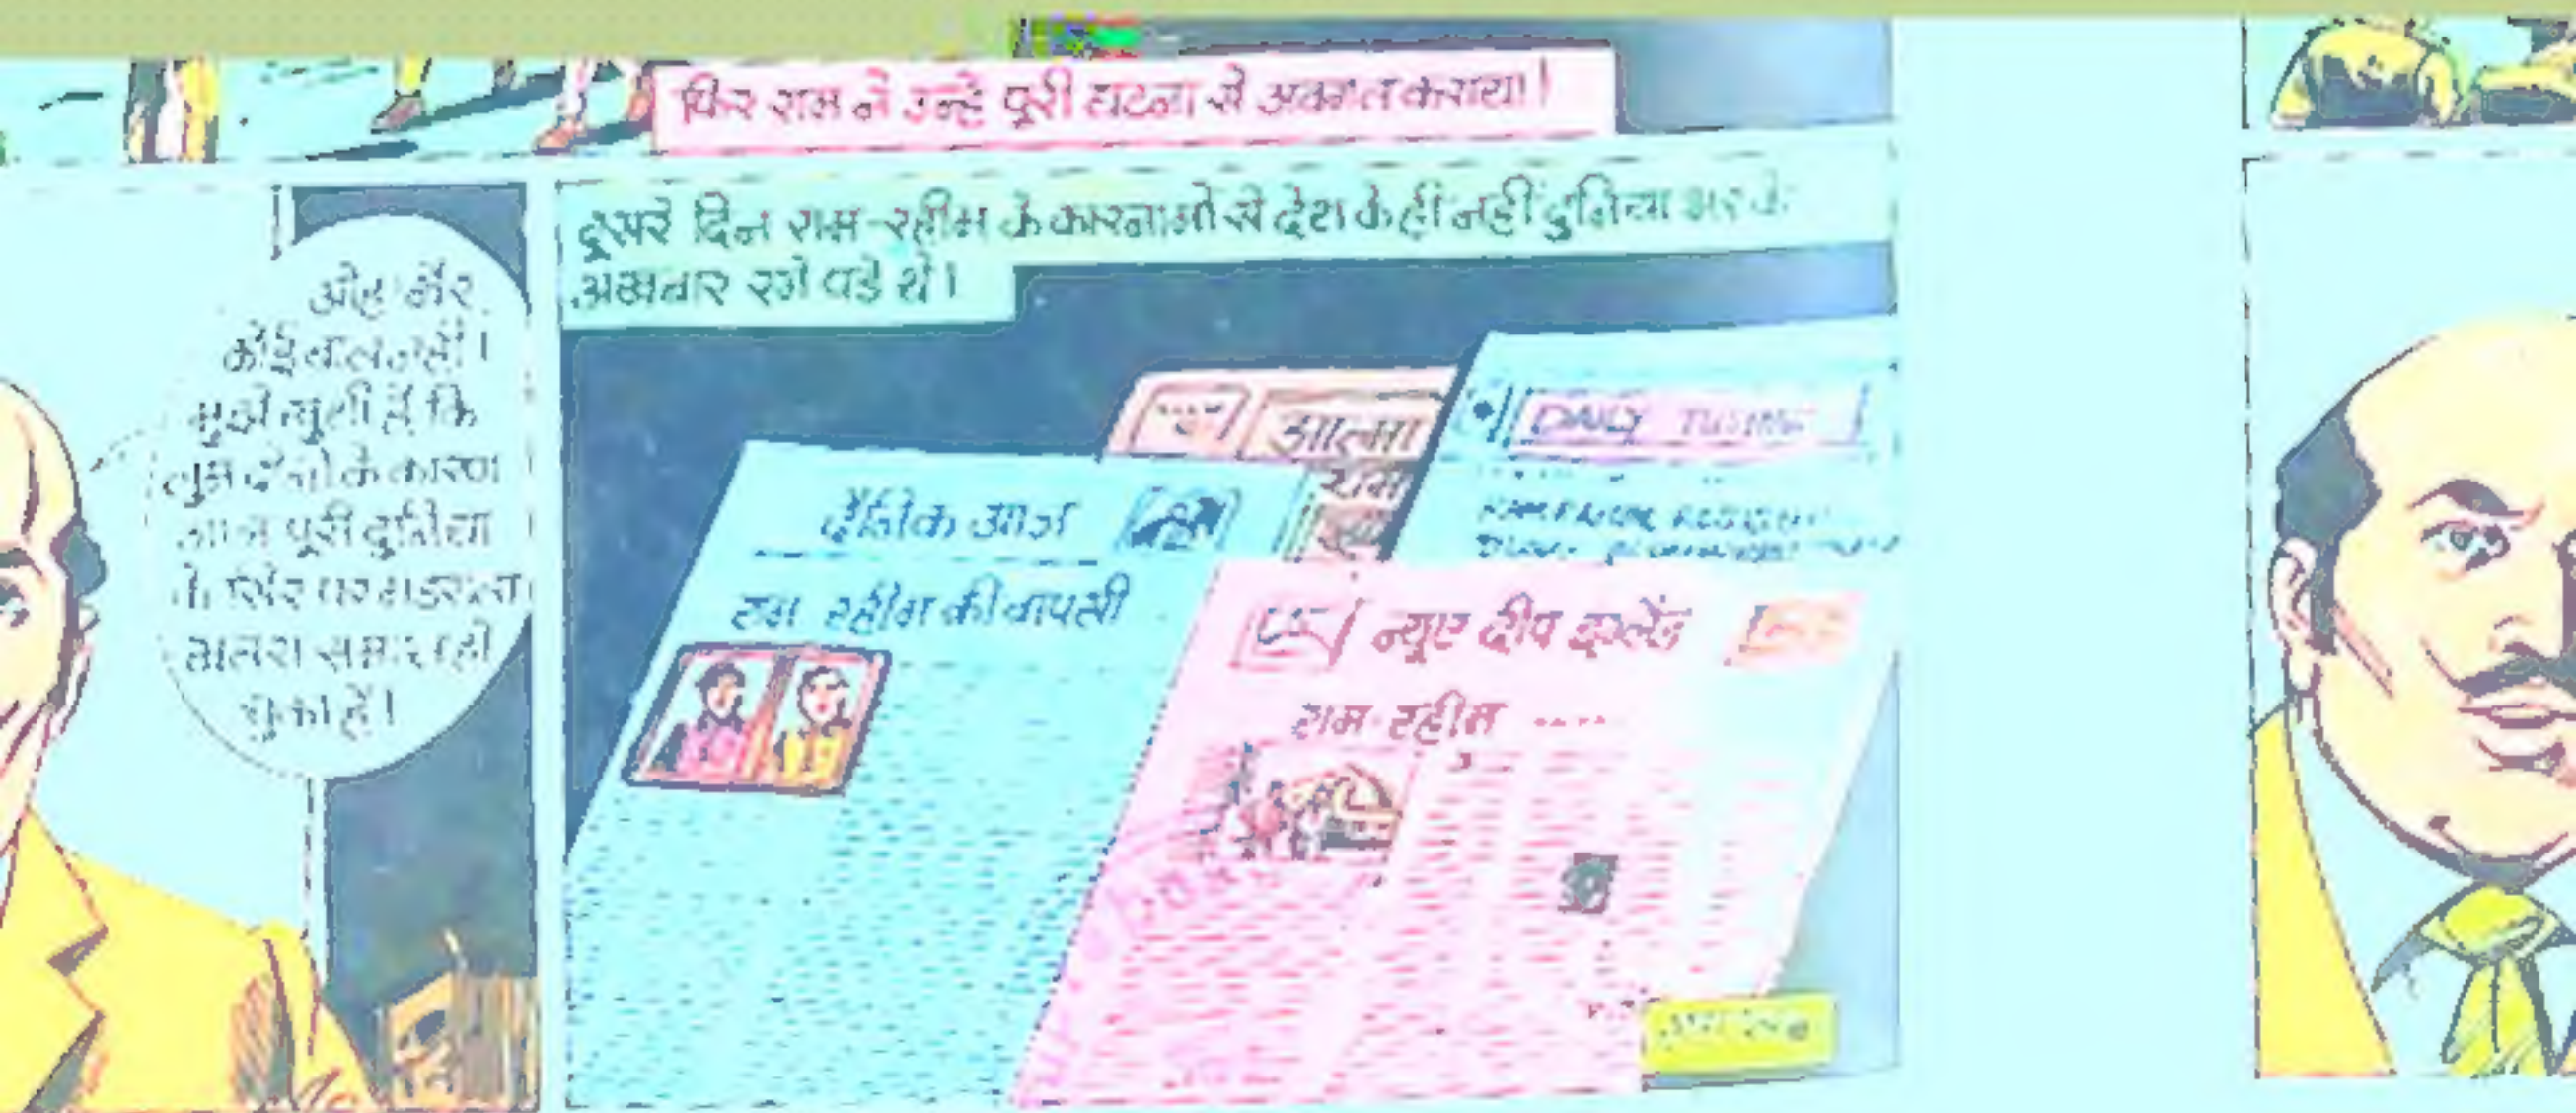 फिर राम ने उन्हे पूरी घटना से अवगत कराया!
ओह! खैर
कोई बात नहीं।
मुझे खुशी है कि
तुम दोनों के कारण
आज पूरी दुनिया
के सिर पर मंडराता
खतरा समाप्त हो
चुका है।
दूसरे दिन राम-रहीम के कारनामों से देश के ही नहीं दुनिया भर के
अखबार रंगे पड़े थे।
आत्मा
राम
DAILY
दैनिक आज
राम रहीम की वापसी
न्यूए दीप इंग्लैंड
राम-रहीम ....